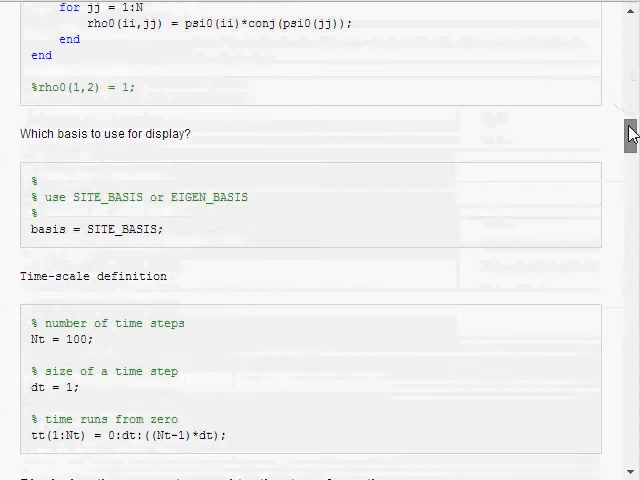 for jj = 1:N
rho0(ii,jj) = psi0(ii)*conj(psi0(jj));
end
end
%rho0(1,2) = 1;
Which basis to use for display?
%
% use SITE_BASIS or EIGEN_BASIS
%
basis = SITE_BASIS;
Time-scale definition
% number of time steps
Nt = 100;
% size of a time step
dt = 1;
% time runs from zero
tt(1:Nt) = 0:dt:((Nt-1)*dt);